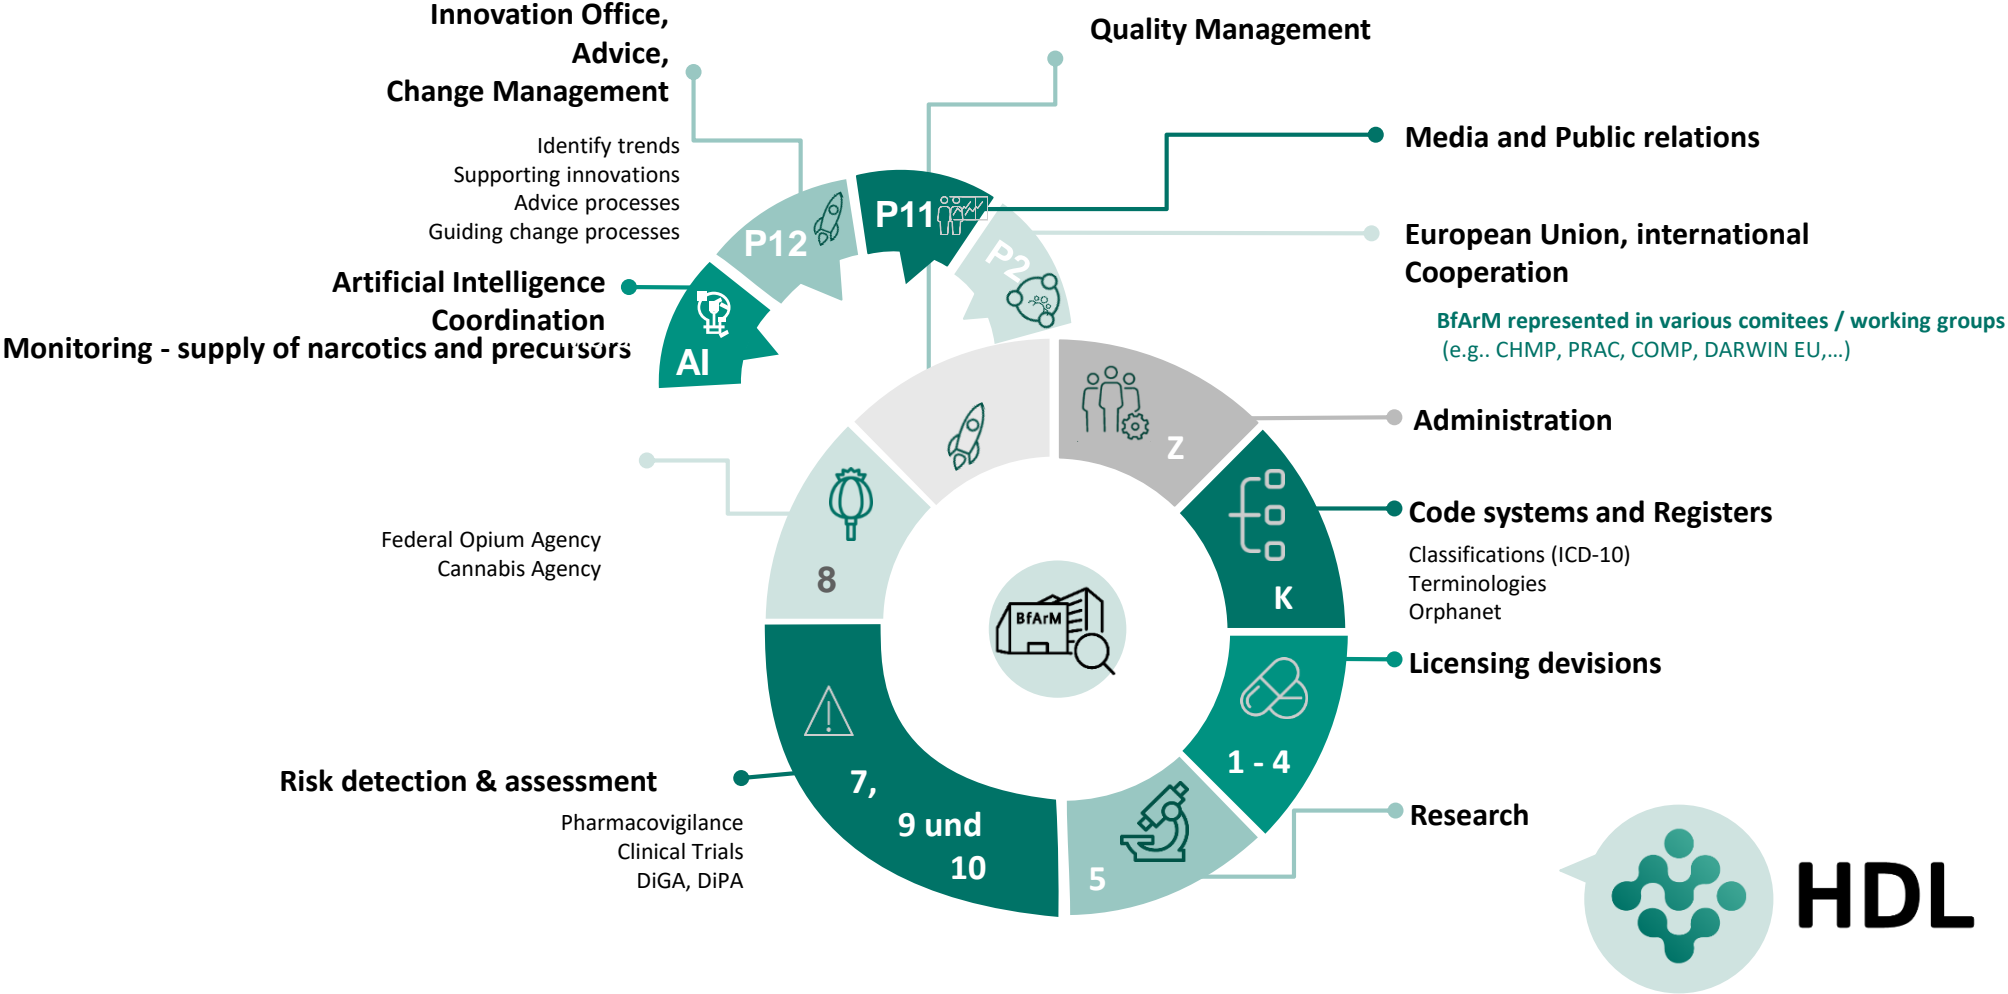 Innovation Office,
Advice,
Change Management
Identify trends
Supporting innovations
Advice processes
Guiding change processes
Artificial Intelligence
Coordination
Monitoring - supply of narcotics and precursors
Federal Opium Agency
Cannabis Agency
Risk detection & assessment
Pharmacovigilance
Clinical Trials
DiGA, DiPA
AI
P12
P11
P2
8
Z
K
1 - 4
5
7,
9 und
10
BfArM
Quality Management
Media and Public relations
European Union, international
Cooperation
BfArM represented in various comitees / working groups
(e.g.. CHMP, PRAC, COMP, DARWIN EU,...)
Administration
Code systems and Registers
Classifications (ICD-10)
Terminologies
Orphanet
Licensing devisions
Research
HDL